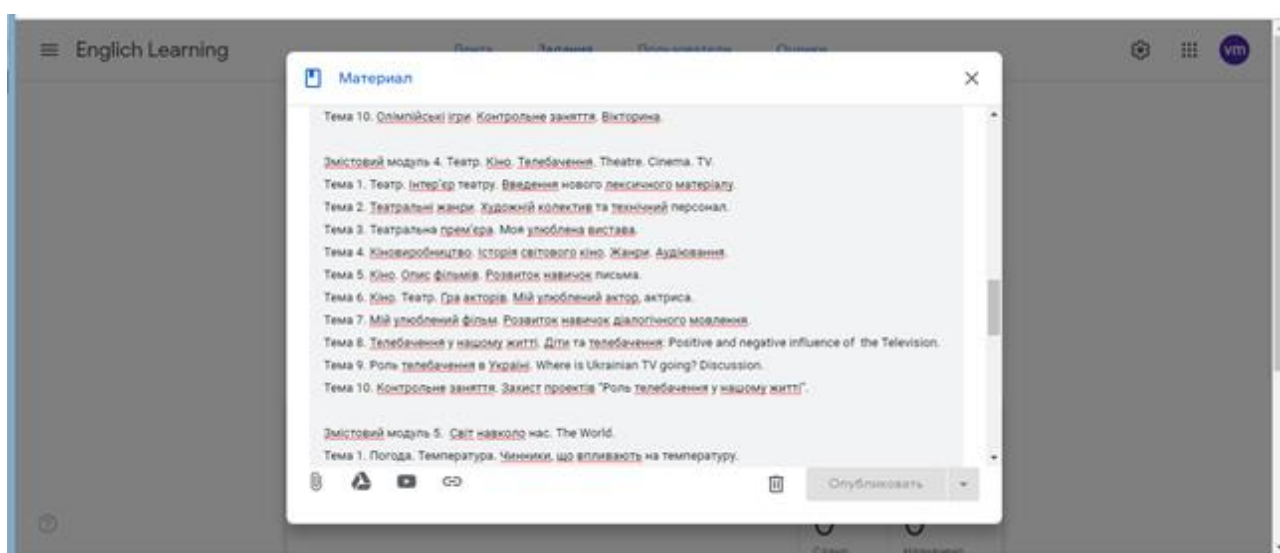 Englich Learning
Лента Задания Пользователи Оценки
vm
Материал
Тема 10. Олімпійські ігри. Контрольне заняття. Вікторина.
Змістовий модуль 4. Театр. Кіно. Телебачення. Theatre. Cinema. TV.
Тема 1. Театр. Інтер'єр театру. Введення нового лексичного матеріалу.
Тема 2. Театральні жанри. Художній колектив та технічний персонал.
Тема 3. Театральна прем'єра. Моя улюблена вистава.
Тема 4. Кіновиробництво. Історія світового кіно. Жанри. Аудіювання.
Тема 5. Кіно. Опис фільмів. Розвиток навичок письма.
Тема 6. Кіно. Театр. Гра акторів. Мій улюблений актор, актриса.
Тема 7. Мій улюблений фільм. Розвиток навичок діалогічного мовлення.
Тема 8. Телебачення у нашому житті. Діти та телебачення. Positive and negative influence of the Television.
Тема 9. Роль телебачення в Україні. Where is Ukrainian TV going? Discussion.
Тема 10. Контрольне заняття. Захист проектів "Роль телебачення у нашому житті".
Змістовий модуль 5. Світ навколо нас. The World.
Тема 1. Погода. Температура. Чинники, що впливають на температуру.
Опубликовать
0 0